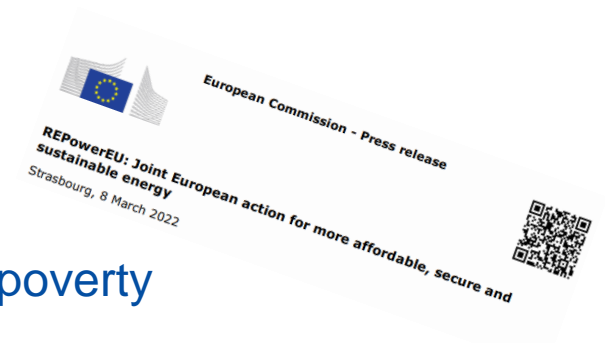 European Commission - Press release
REPowerEU: Joint European action for more affordable, secure and
sustainable energy
Strasbourg, 8 March 2022
poverty